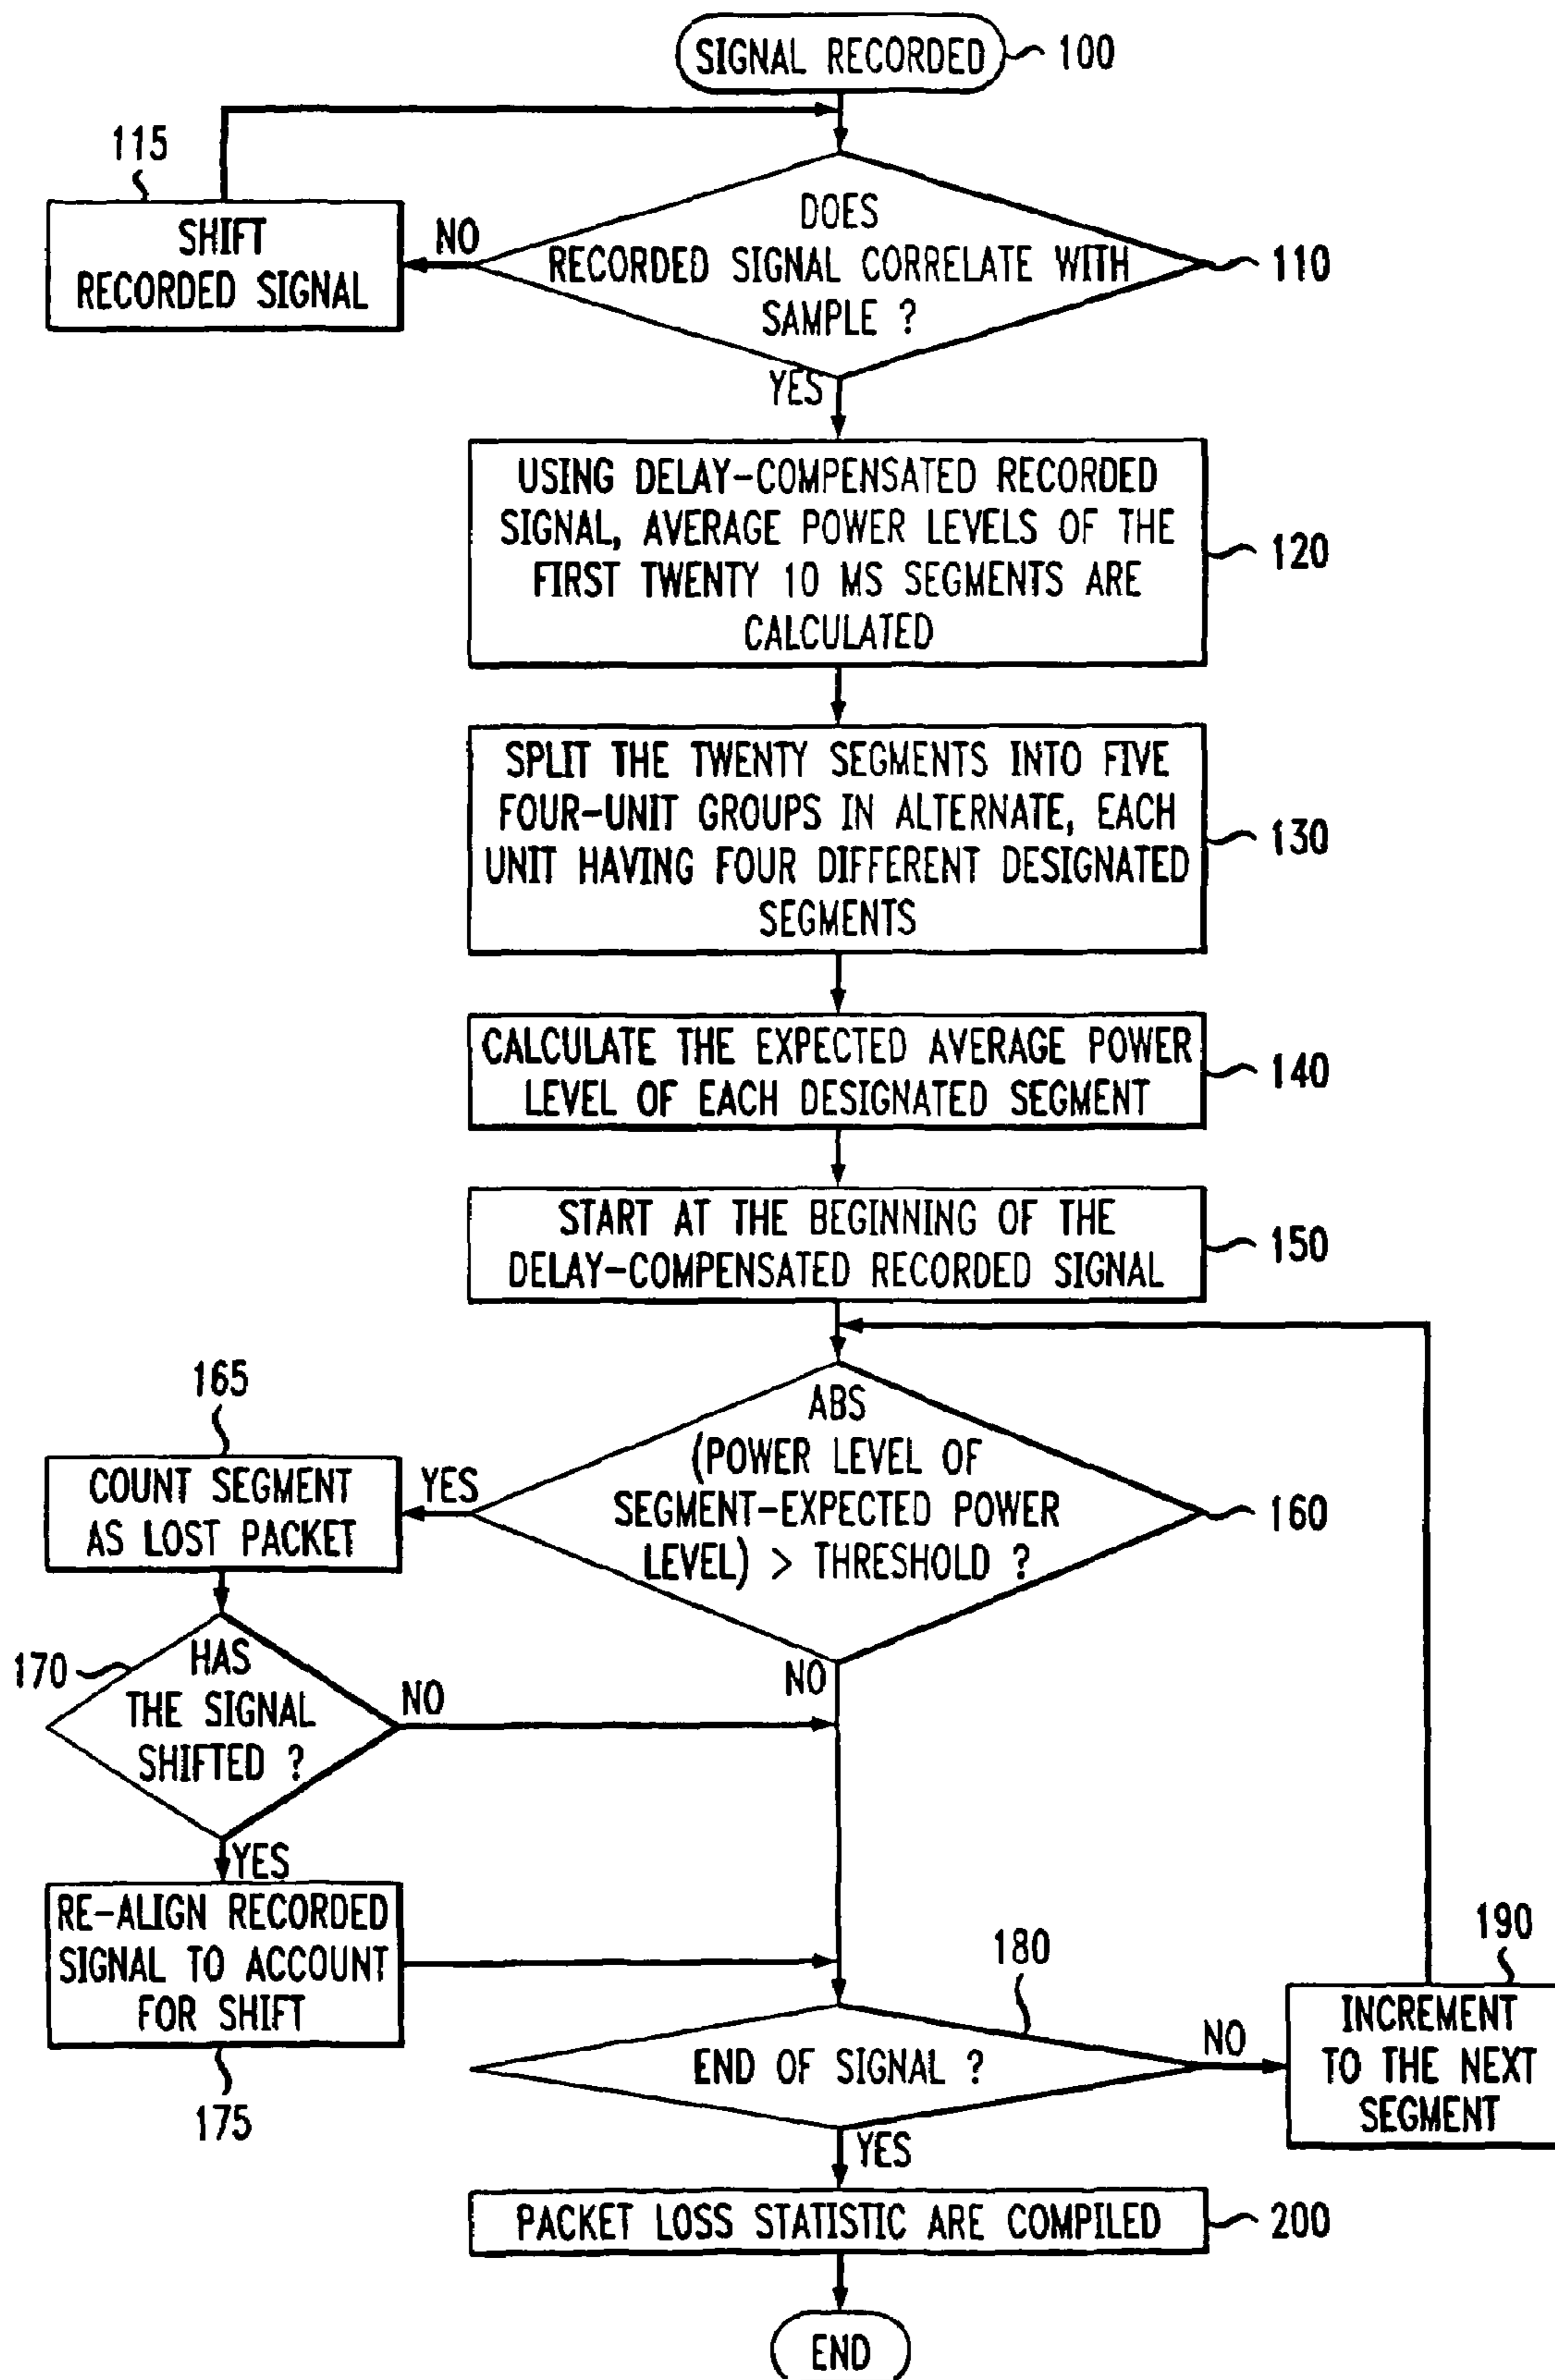 SIGNAL RECORDED
100
115
SHIFT
RECORDED SIGNAL
NO
DOES
RECORDED SIGNAL CORRELATE WITH
SAMPLE ?
110
YES
USING DELAY-COMPENSATED RECORDED
SIGNAL, AVERAGE POWER LEVELS OF THE
FIRST TWENTY 10 MS SEGMENTS ARE
CALCULATED
120
SPLIT THE TWENTY SEGMENTS INTO FIVE
FOUR-UNIT GROUPS IN ALTERNATE, EACH
UNIT HAVING FOUR DIFFERENT DESIGNATED
SEGMENTS
130
CALCULATE THE EXPECTED AVERAGE POWER
LEVEL OF EACH DESIGNATED SEGMENT
140
START AT THE BEGINNING OF THE
DELAY-COMPENSATED RECORDED SIGNAL
150
165
COUNT SEGMENT
AS LOST PACKET
YES
ABS
(POWER LEVEL OF
SEGMENT-EXPECTED POWER
LEVEL) > THRESHOLD ?
160
NO
170
HAS
THE SIGNAL
SHIFTED ?
NO
YES
RE-ALIGN RECORDED
SIGNAL TO ACCOUNT
FOR SHIFT
175
180
END OF SIGNAL ?
NO
190
INCREMENT
TO THE NEXT
SEGMENT
YES
PACKET LOSS STATISTIC ARE COMPILED
200
END